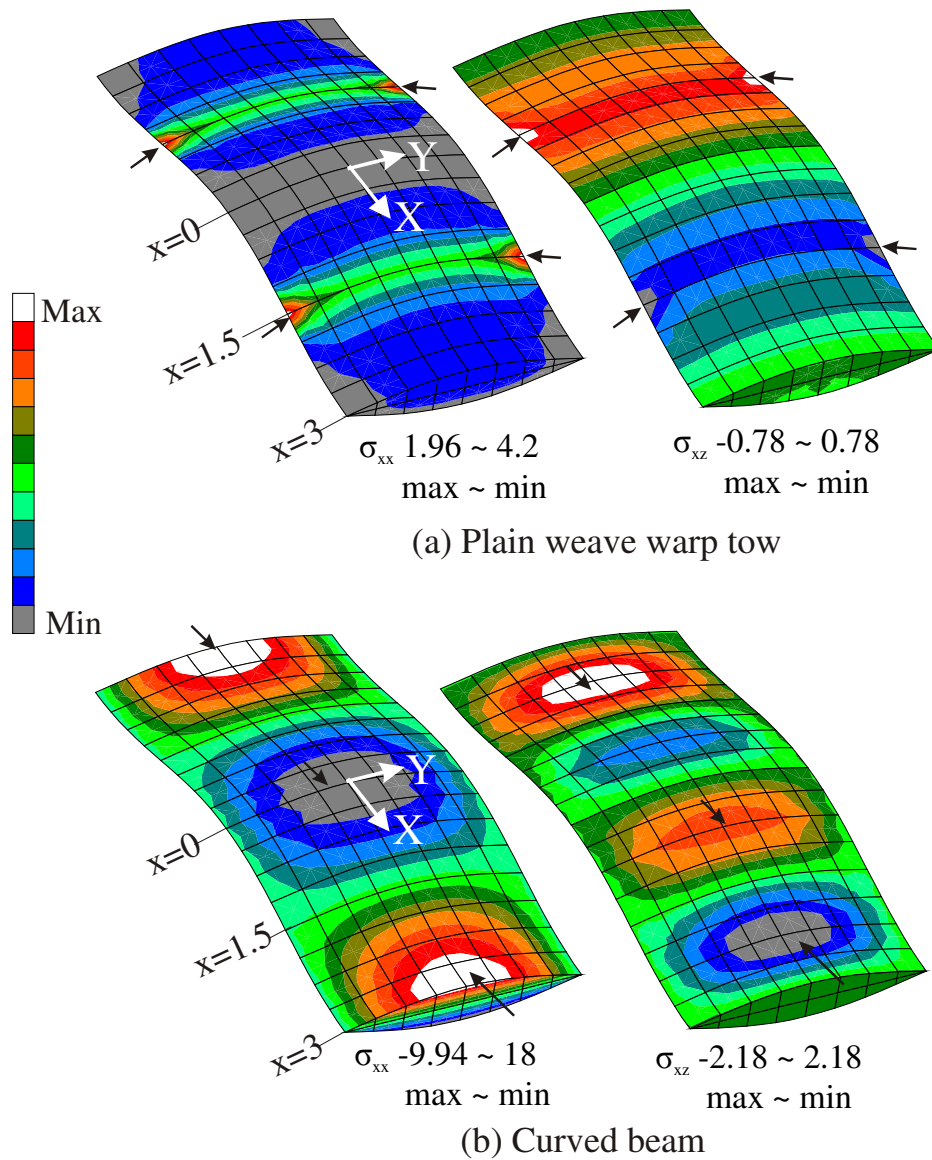 Y
X
x=0
x=1.5
x=3
Max
Min
σxx 1.96 ~ 4.2
max ~ min
σxz -0.78 ~ 0.78
max ~ min
(a) Plain weave warp tow
Y
X
x=0
x=1.5
x=3
σxx -9.94 ~ 18
max ~ min
σxz -2.18 ~ 2.18
max ~ min
(b) Curved beam